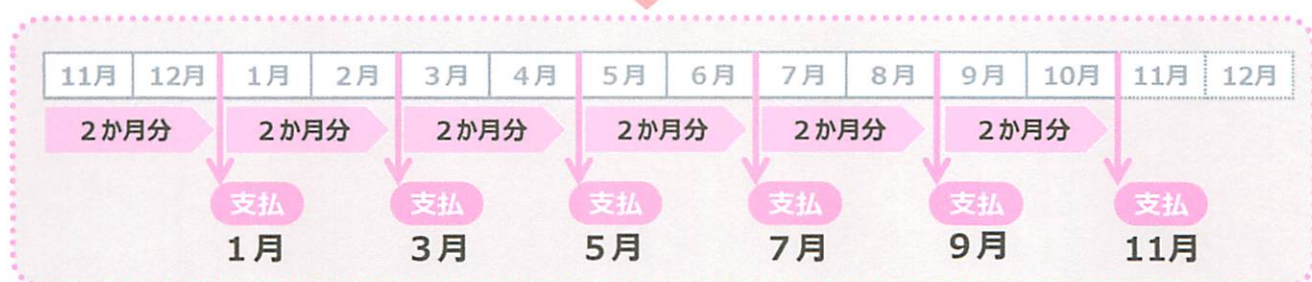 11月 12月 1月 2月 3月 4月 5月 6月 7月 8月 9月 10月 11月 12月
2か月分 2か月分 2か月分 2か月分 2か月分 2か月分
支払 支払 支払 支払 支払 支払
1月 3月 5月 7月 9月 11月